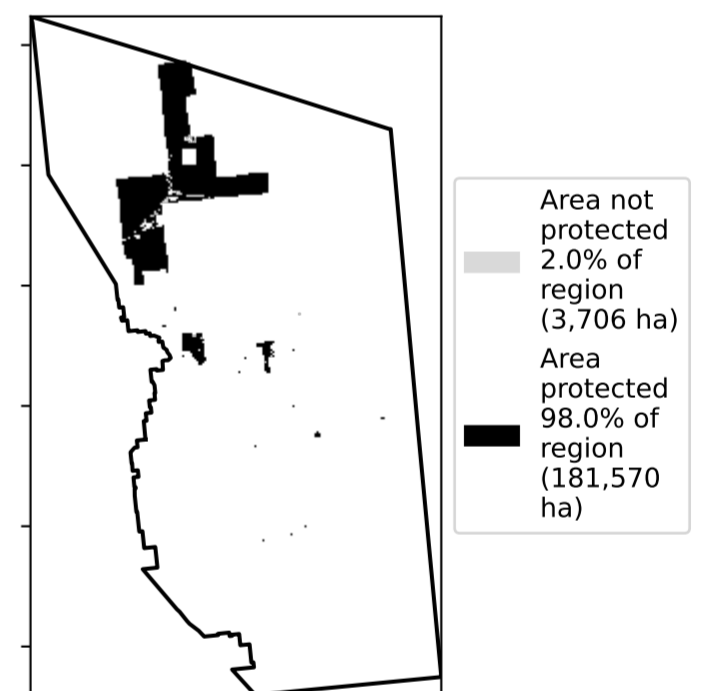 Area not
protected
2.0% of
region
(3,706 ha)
Area
protected
98.0% of
region
(181,570
ha)